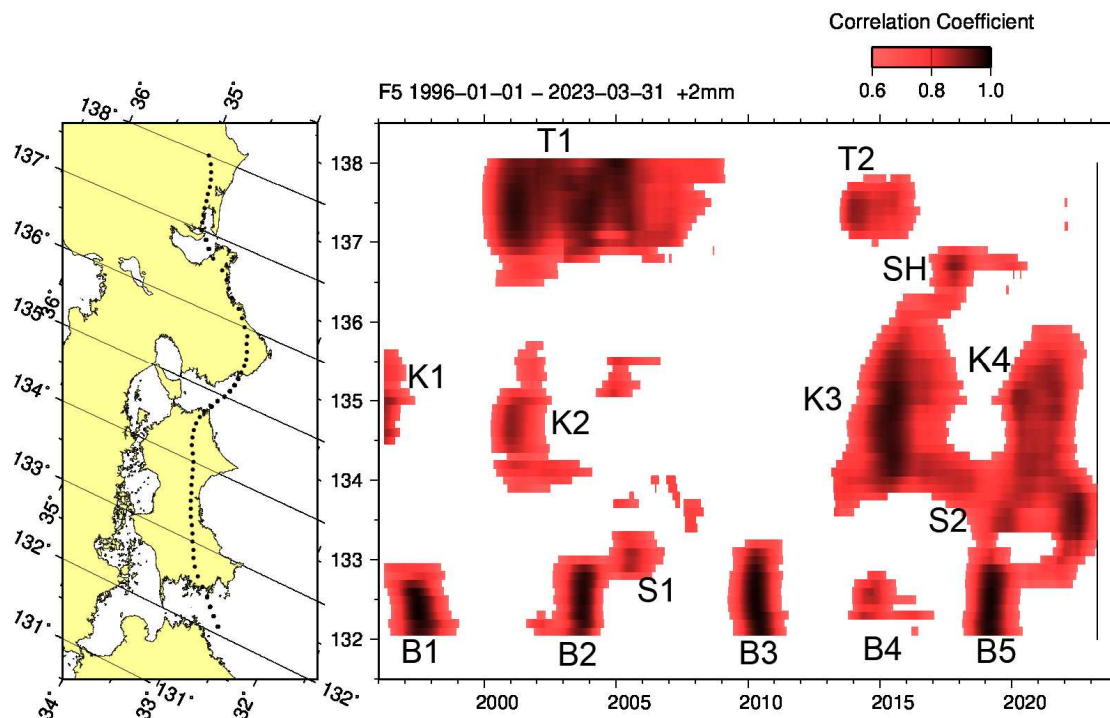 Correlation Coefficient
0.6 0.8 1.0
F5 1996−01−01 − 2023−03−31 +2mm
138° 36° 35°
137°
136°
135°
36°
134°
133°
35°
132°
131°
34° 33° 131° 32° 132°
138
137
136
135
134
133
132
T1
T2
SH
K1
K2
K3
K4
S2
S1
B1 B2 B3 B4 B5
2000 2005 2010 2015 2020